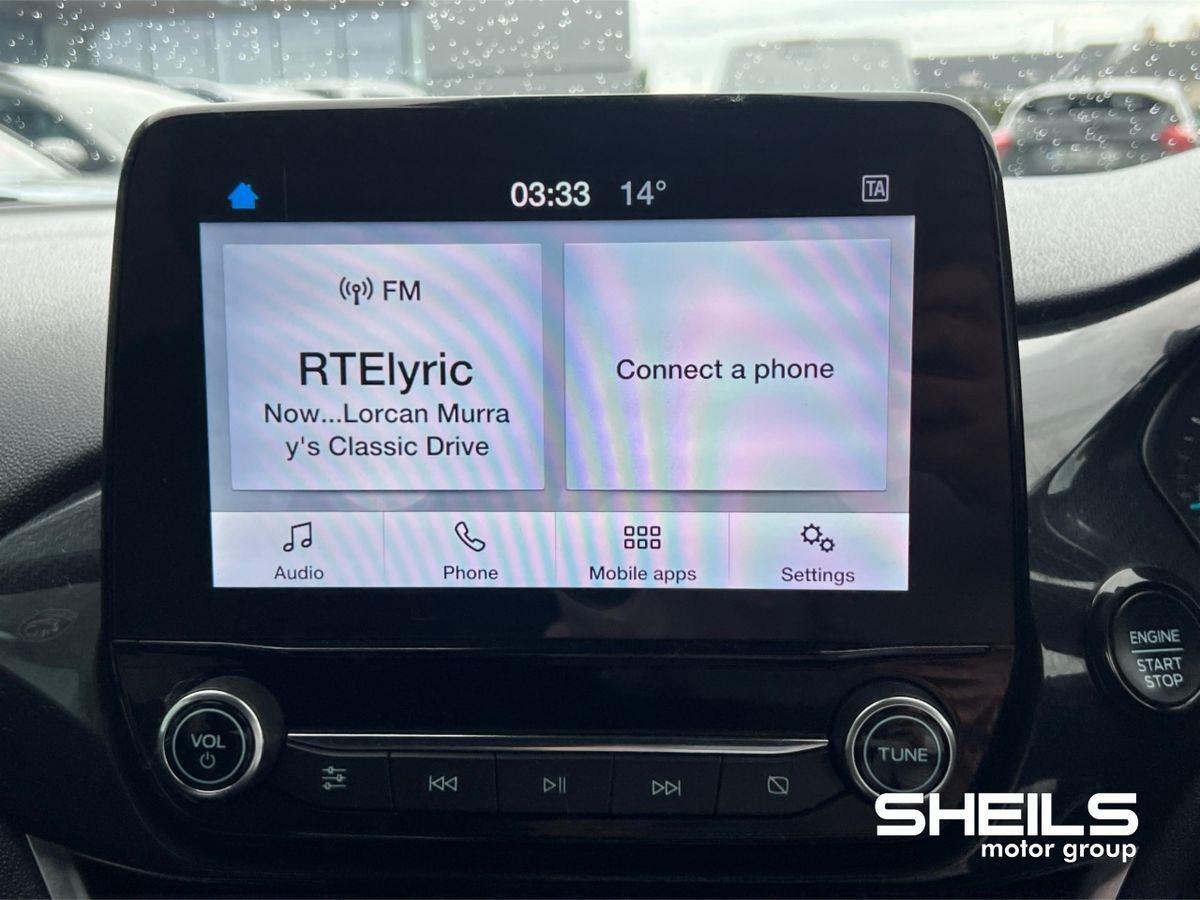 03:33 14°
TA
FM
RTElyric
Now...Lorcan Murra
y's Classic Drive
Connect a phone
Audio
Phone
Mobile apps
Settings
ENGINE
START
STOP
VOL
TUNE
SHEILS
motor group